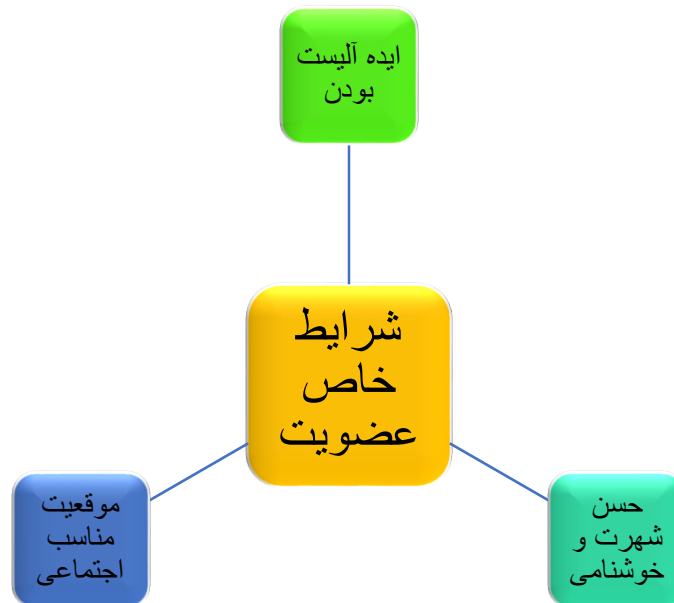 ایده آلیست
بودن
شرایط
خاص
عضویت
حسن
شهرت و
خوشنامی
موقعیت
مناسب
اجتماعی